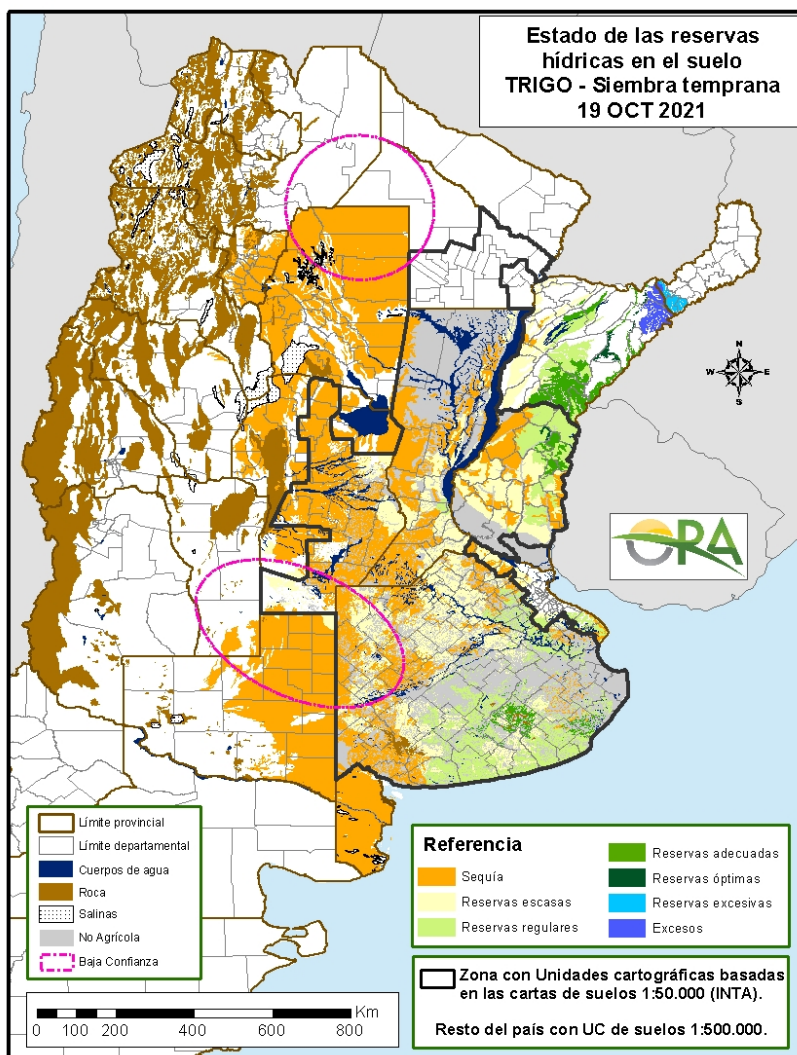 Estado de las reservas
hídricas en el suelo
TRIGO - Siembra temprana
19 OCT 2021
N
W
E
S
ORA
Límite provincial
Límite departamental
Cuerpos de agua
Roca
Salinas
No Agrícola
Baja Confianza
Referencia
Sequía
Reservas escasas
Reservas regulares
Reservas adecuadas
Reservas óptimas
Reservas excesivas
Excesos
Zona con Unidades cartográficas basadas
en las cartas de suelos 1:50.000 (INTA).
Resto del país con UC de suelos 1:500.000.
Km
0 100 200 400 600 800